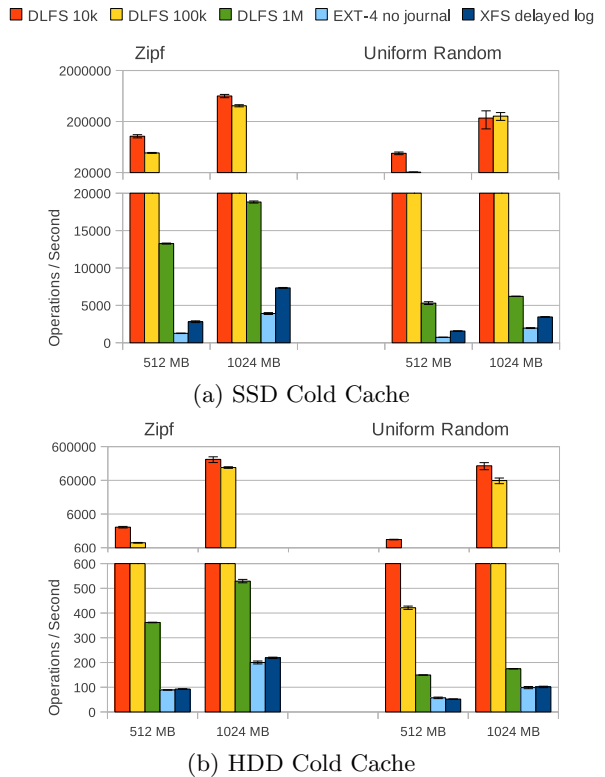 DLFS 10k DLFS 100k DLFS 1M EXT-4 no journal XFS delayed log
Zipf Uniform Random
2000000
200000
20000
20000
15000
10000
5000
0
Operations / Second
512 MB 1024 MB 512 MB 1024 MB
(a) SSD Cold Cache
Zipf Uniform Random
600000
60000
6000
600
600
500
400
300
200
100
0
Operations / Second
512 MB 1024 MB 512 MB 1024 MB
(b) HDD Cold Cache